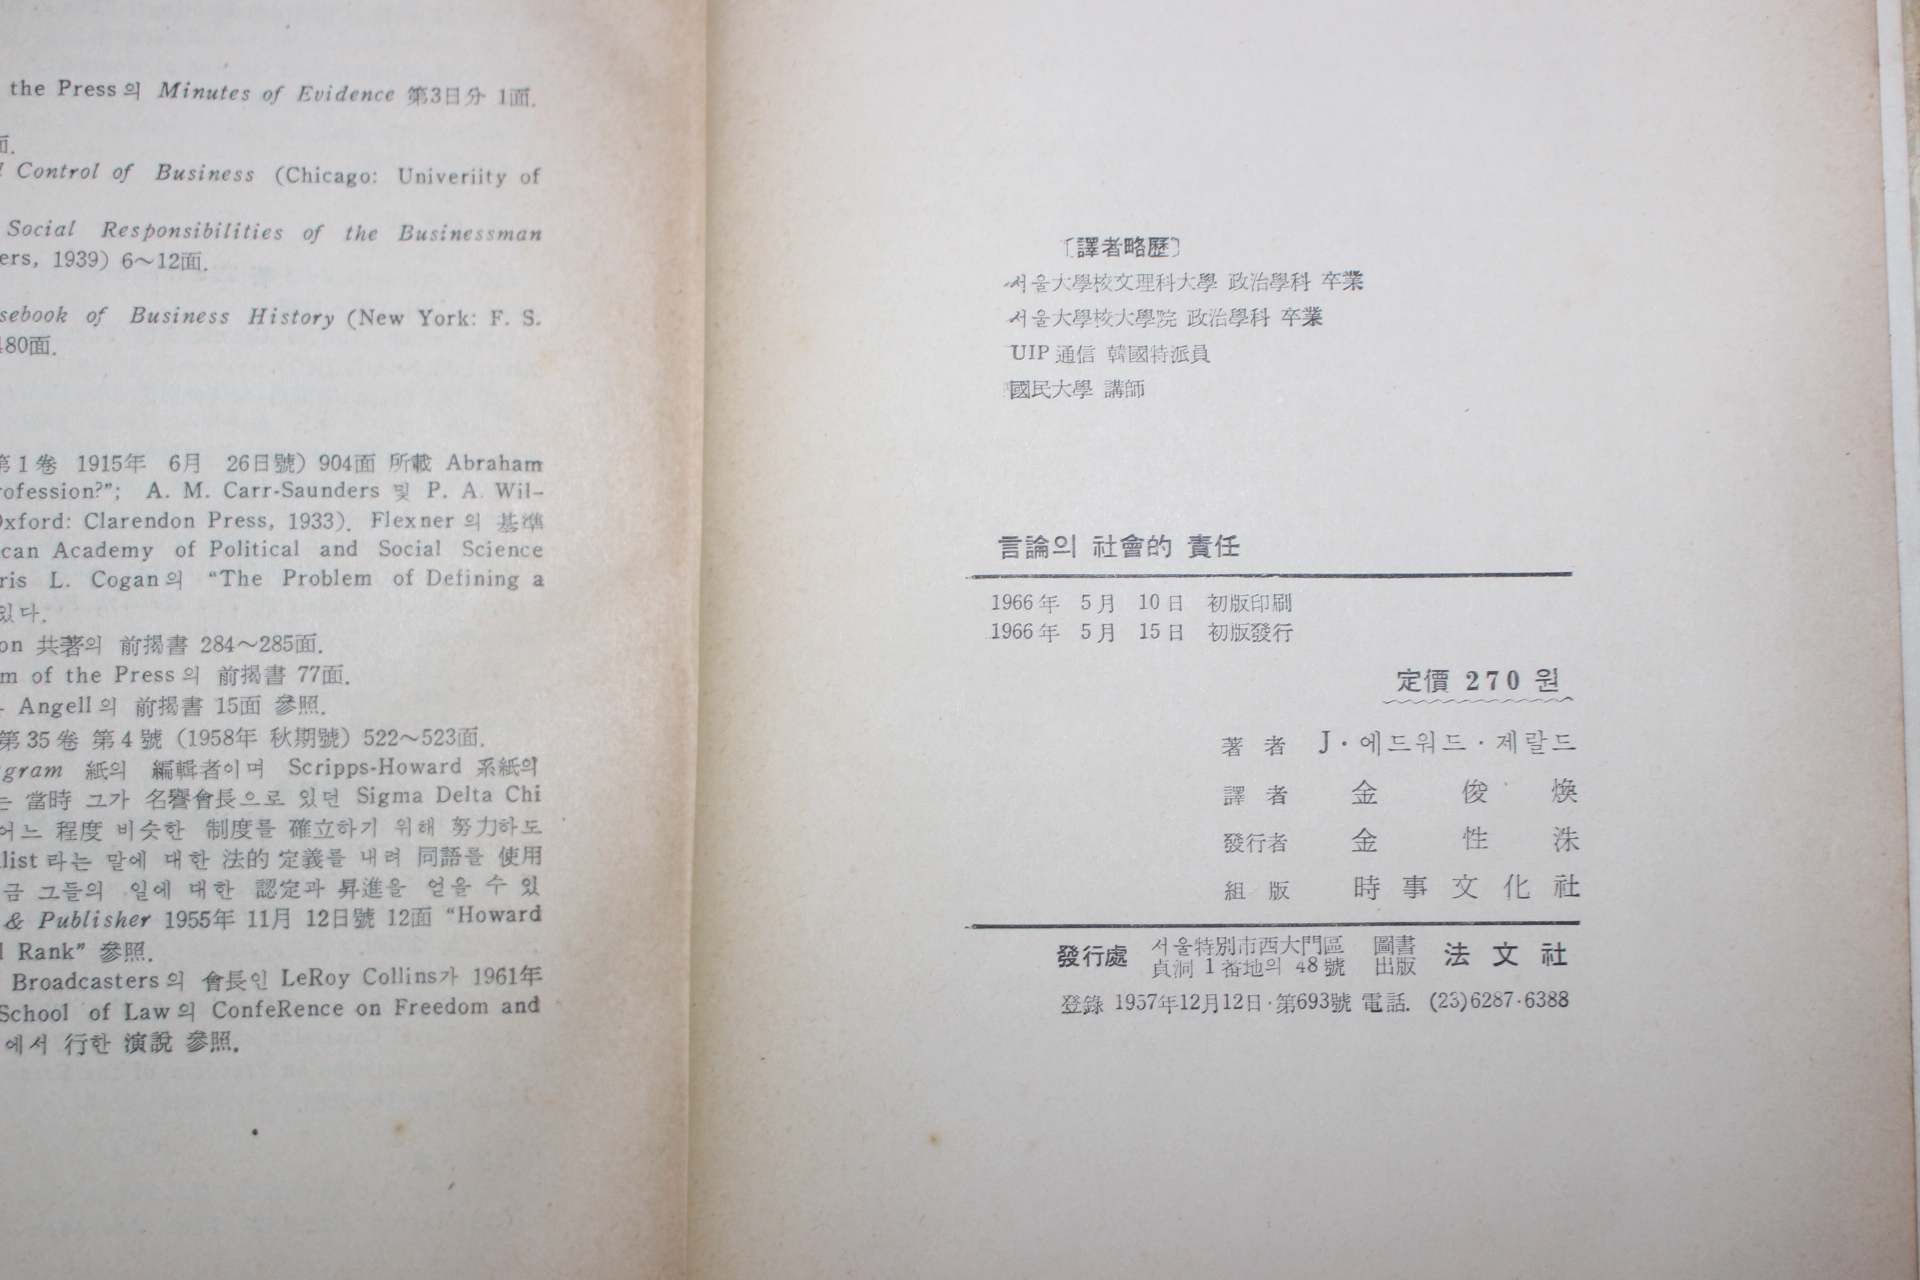 the Press의 Minutes of Evidence 第3日分 1面.
面.
Control of Business (Chicago: Univeriity of
Social Responsibilities of the Businessman
ers, 1939) 6～12面.
sebook of Business History (New York: F. S.
480面.
第1卷 1915年 6月 26日號) 904面 所載 Abraham
rofession?”; A. M. Carr-Saunders 및 P. A. Wil-
Oxford: Clarendon Press, 1933). Flexner의 基準
can Academy of Political and Social Science
ris L. Cogan의 “The Problem of Defining a
있다.
on 共著의 前揭書 284～285面.
m of the Press의 前揭書 77面.
Angell의 前揭書 15面 參照.
第35卷 第4號 (1958年 秋期號) 522～523面.
gram 紙의 編輯者이며 Scripps-Howard 系紙의
는 當時 그가 名譽會長으로 있던 Sigma Delta Chi
어느 程度 비슷한 制度를 確立하기 위해 努力하도
list라는 말에 대한 法的 定義를 내려 同語를 使用
금 그들의 일에 대한 認定과 昇進을 얻을 수 있
& Publisher 1955年 11月 12日號 12面 “Howard
l Rank” 參照.
Broadcasters의 會長인 LeRoy Collins가 1961年
School of Law의 ConfeRence on Freedom and
에서 行한 演說 參照.
〔譯者略歷〕
서울大學校文理科大學 政治學科 卒業
서울大學校大學院 政治學科 卒業
UIP通信 韓國特派員
國民大學 講師
言論의 社會的 責任
1966年 5月 10日 初版印刷
1966年 5月 15日 初版發行
定價 270원
著者 J·에드워드·제랄드
譯者 金俊煥
發行者 金性洙
組版 時事文化社
發行處 서울特別市西大門區 圖書 法文社
貞洞1番地의 48號 出版
登錄 1957年12月12日·第693號 電話. (23)6287·6388